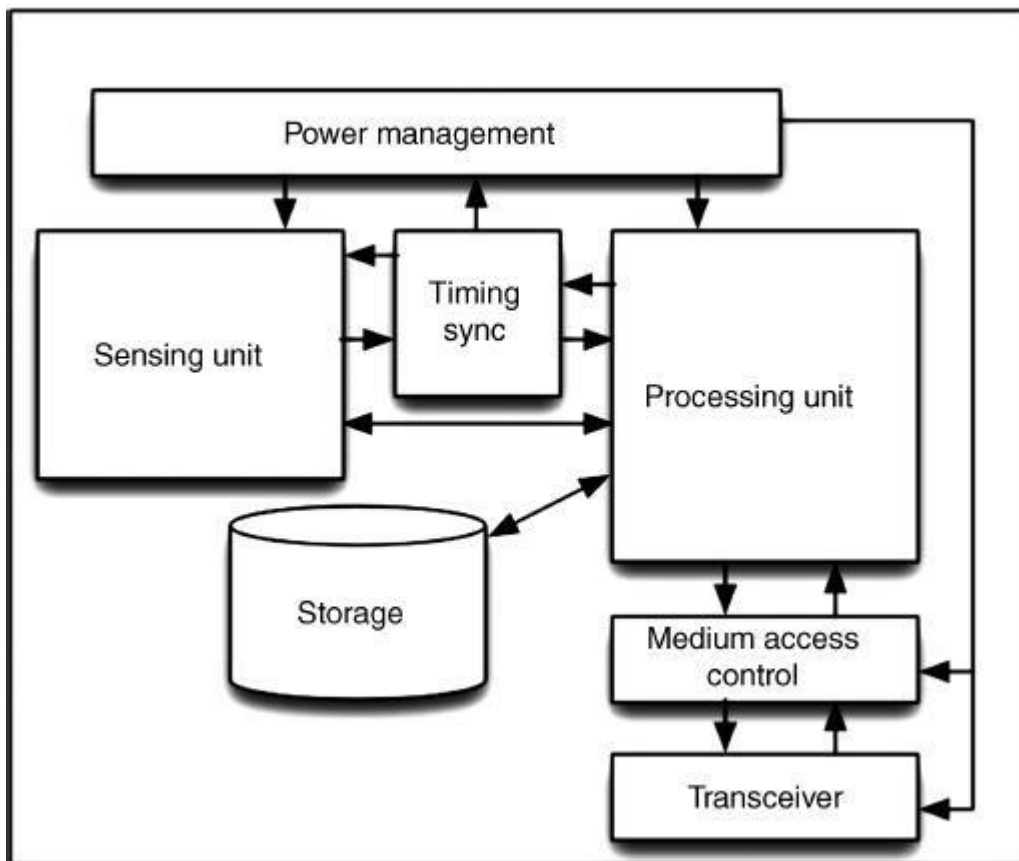 Power management
Timing
sync
Sensing unit
Processing unit
Storage
Medium access
control
Transceiver